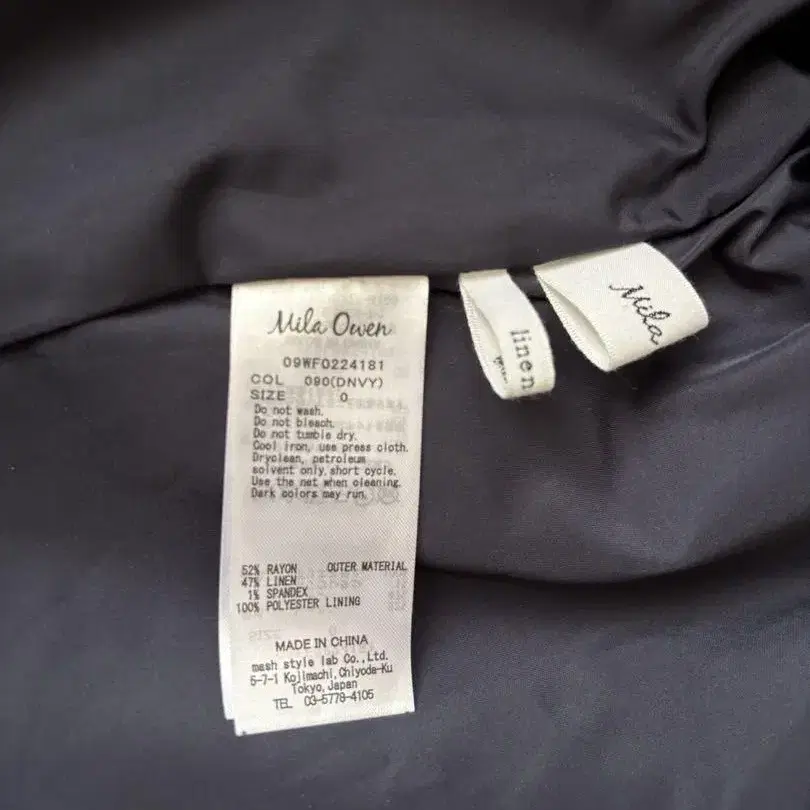 Mila Owen
09WF0224181
COL 090(DNVY)
SIZE 0
Do not wash.
Do not bleach.
Do not tumble dry.
Cool iron, use press cloth.
Dryclean, petroleum
solvent only, short cycle.
Use the net when cleaning.
Dark colors may run.
52% RAYON OUTER MATERIAL
47% LINEN
1% SPANDEX
100% POLYESTER LINING
MADE IN CHINA
mash style lab Co., Ltd.
5-7-1 Kojimachi, Chiyoda-Ku
Tokyo, Japan
TEL 03-5778-4105
linen
Mila